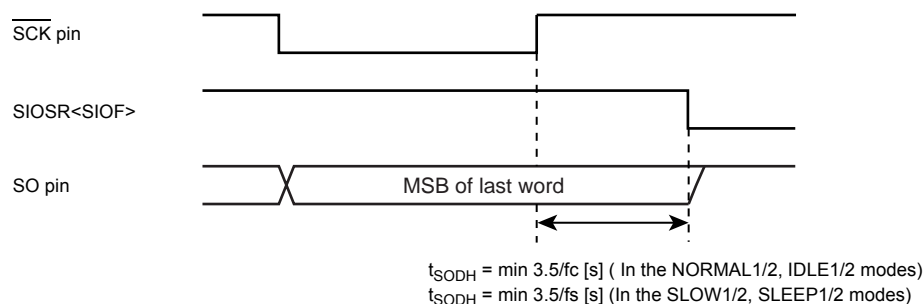 SCK pin
SIOSR<SIOF>
SO pin
MSB of last word
tSODH = min 3.5/fc [s] ( In the NORMAL1/2, IDLE1/2 modes)
tSODH = min 3.5/fs [s] (In the SLOW1/2, SLEEP1/2 modes)